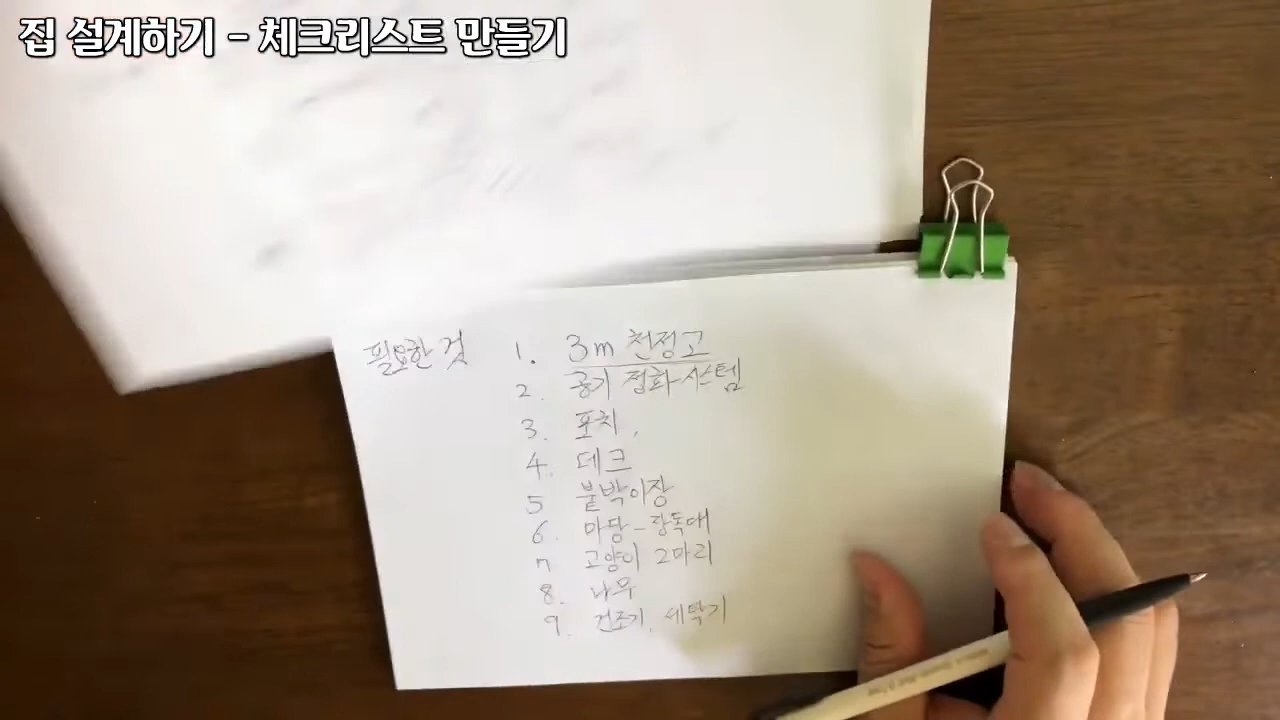 집 설계하기 - 체크리스트 만들기
필요한 것 1. 3m 천정고
2. 공기 정화 시스템
3. 포치,
4. 데크
5 붙박이장
6. 마당 - 장독대
7 고양이 2마리
8. 나무
9. 건조기, 세탁기